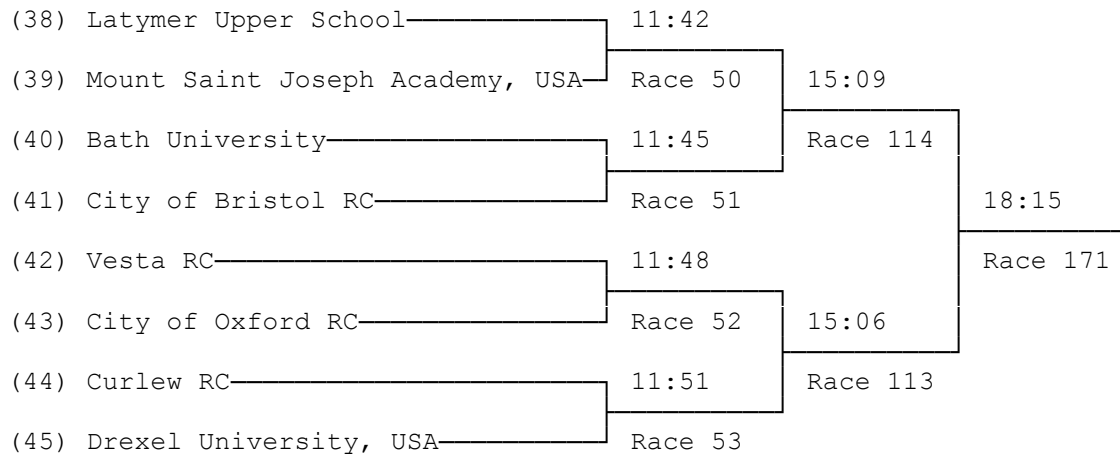 (38) Latymer Upper School 11:42
(39) Mount Saint Joseph Academy, USA Race 50 15:09
(40) Bath University 11:45 Race 114
(41) City of Bristol RC Race 51 18:15
(42) Vesta RC 11:48 Race 171
(43) City of Oxford RC Race 52 15:06
(44) Curlew RC 11:51 Race 113
(45) Drexel University, USA Race 53